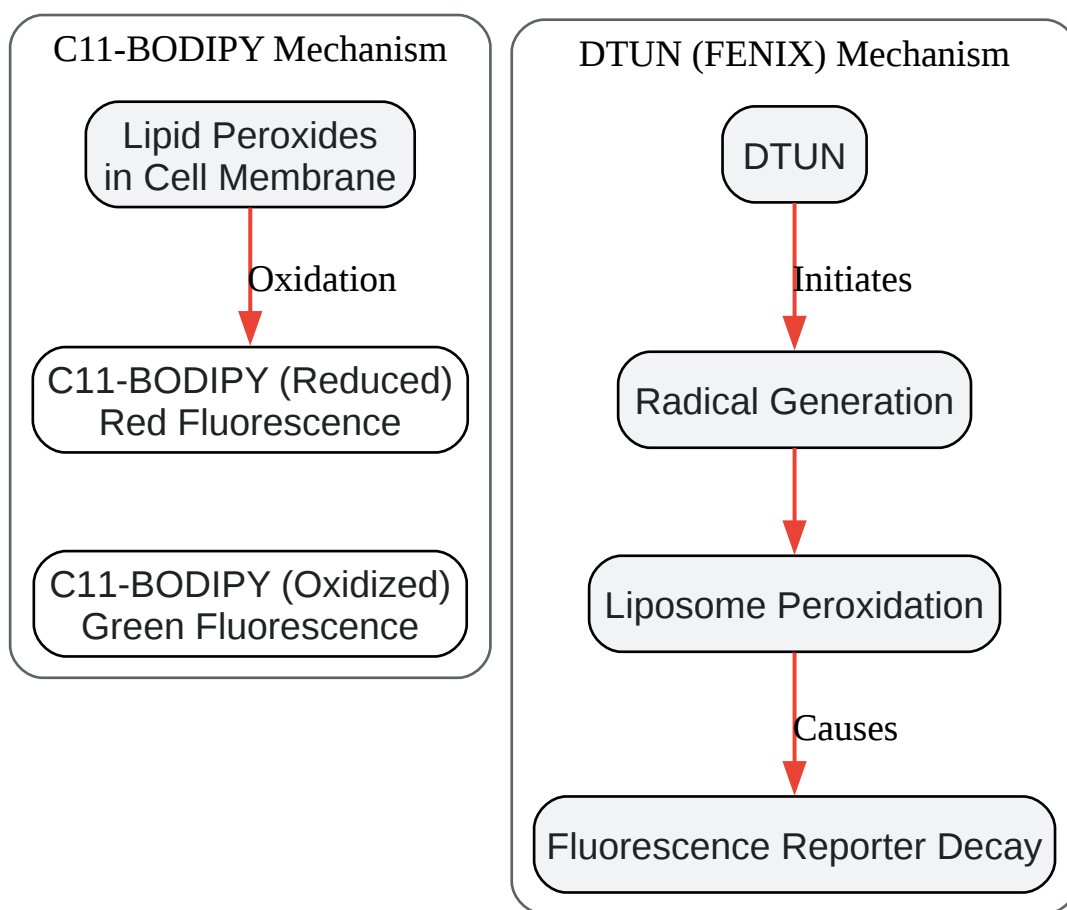 C11-BODIPY Mechanism
Lipid Peroxides
in Cell Membrane
Oxidation
C11-BODIPY (Reduced)
Red Fluorescence
C11-BODIPY (Oxidized)
Green Fluorescence
DTUN (FENIX) Mechanism
DTUN
Initiates
Radical Generation
Liposome Peroxidation
Causes
Fluorescence Reporter Decay